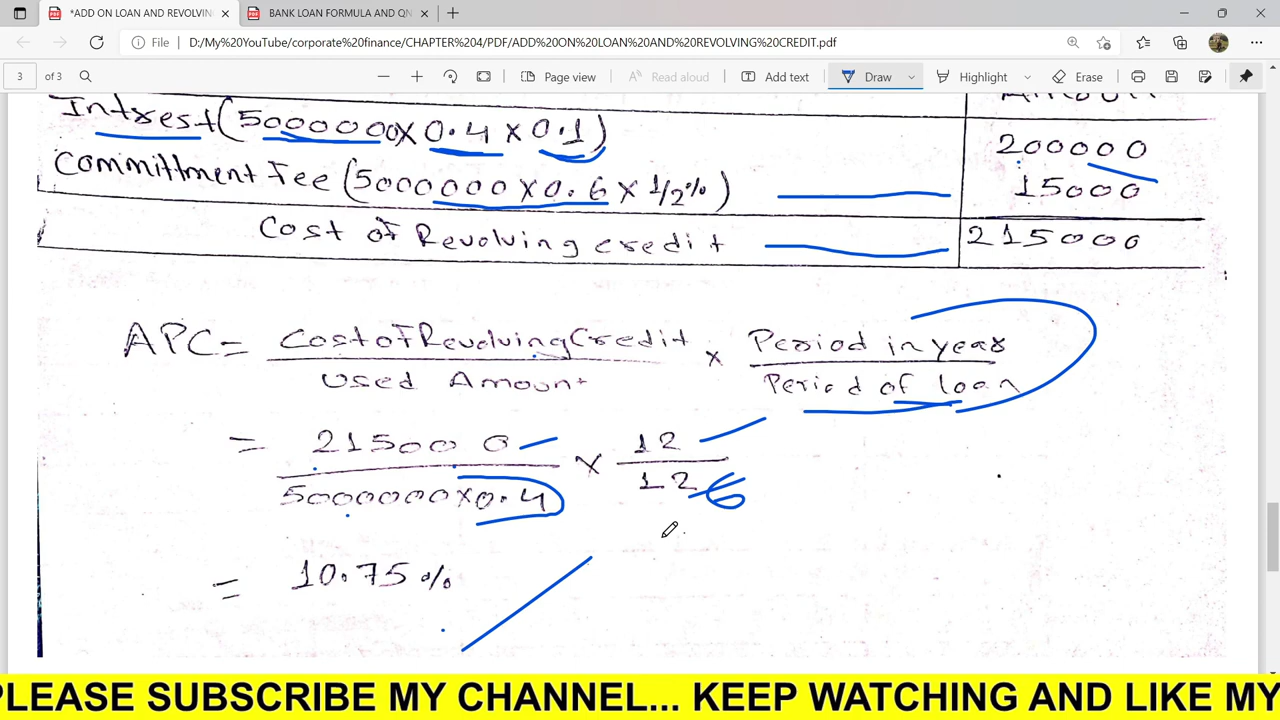 *ADD ON LOAN AND REVOLVIN
BANK LOAN FORMULA AND QN
File D:/My%20YouTube/corporate%20finance/CHAPTER%204/PDF/ADD%20ON%20LOAN%20AND%20REVOLVING%20CREDIT.pdf
3 of 3 Page view Read aloud Add text Draw Highlight Erase
Intrest (5000000 x 0.4 x 0.1) 200000
Committment Fee (5000000 x 0.6 x 1/2%) 15000
Cost of Revolving credit 215000
APC = Cost of Revolving Credit / Used Amount x Period in year / Period of loan
= 215000 / 5000000 x 0.4 x 12 / 12 6
= 10.75%
PLEASE SUBSCRIBE MY CHANNEL... KEEP WATCHING AND LIKE MY